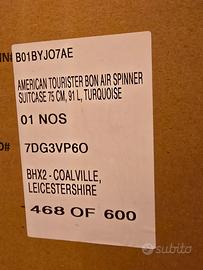 N# B01BYJO7AE
AMERICAN TOURISTER BON AIR SPINNER
SUITCASE 75 CM, 91 L, TURQUOISE
01 NOS
O# 7DG3VP6O
BHX2 - COALVILLE,
LEICESTERSHIRE
468 OF 600
subito